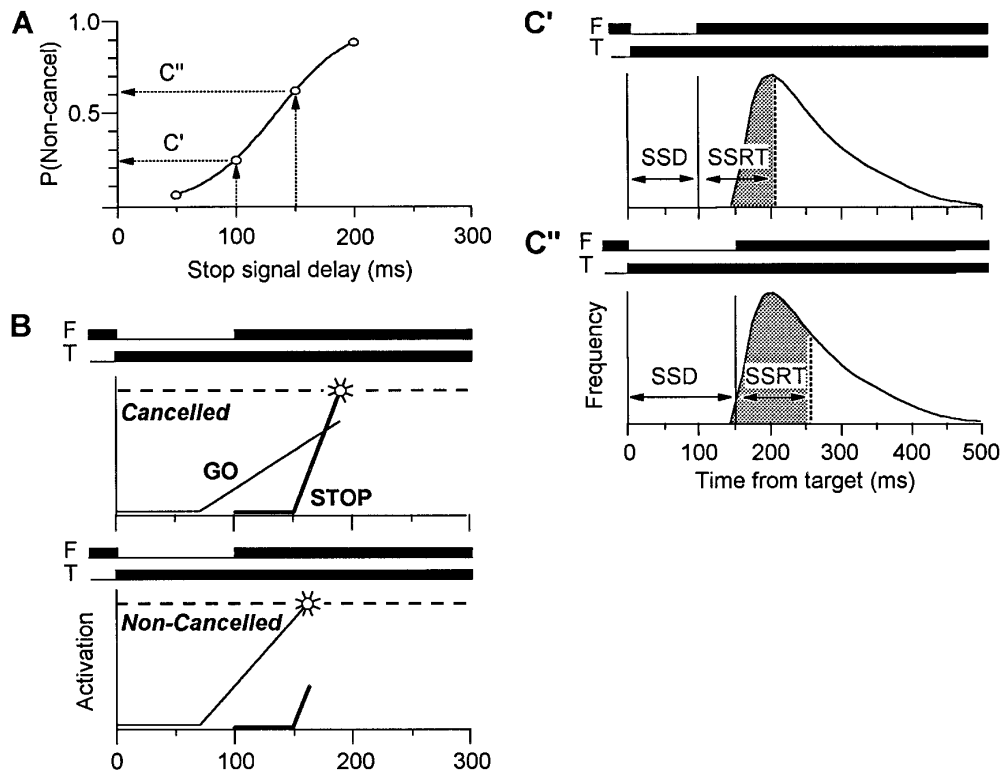 A
P(Non-cancel)
1.0
0.5
C"
C'
0 100 200 300
Stop signal delay (ms)
B
F
T
Cancelled
GO
STOP
F
T
Non-Cancelled
Activation
0 100 200 300
C'
F
T
SSD SSRT
C"
F
T
Frequency
SSD SSRT
0 100 200 300 400 500
Time from target (ms)